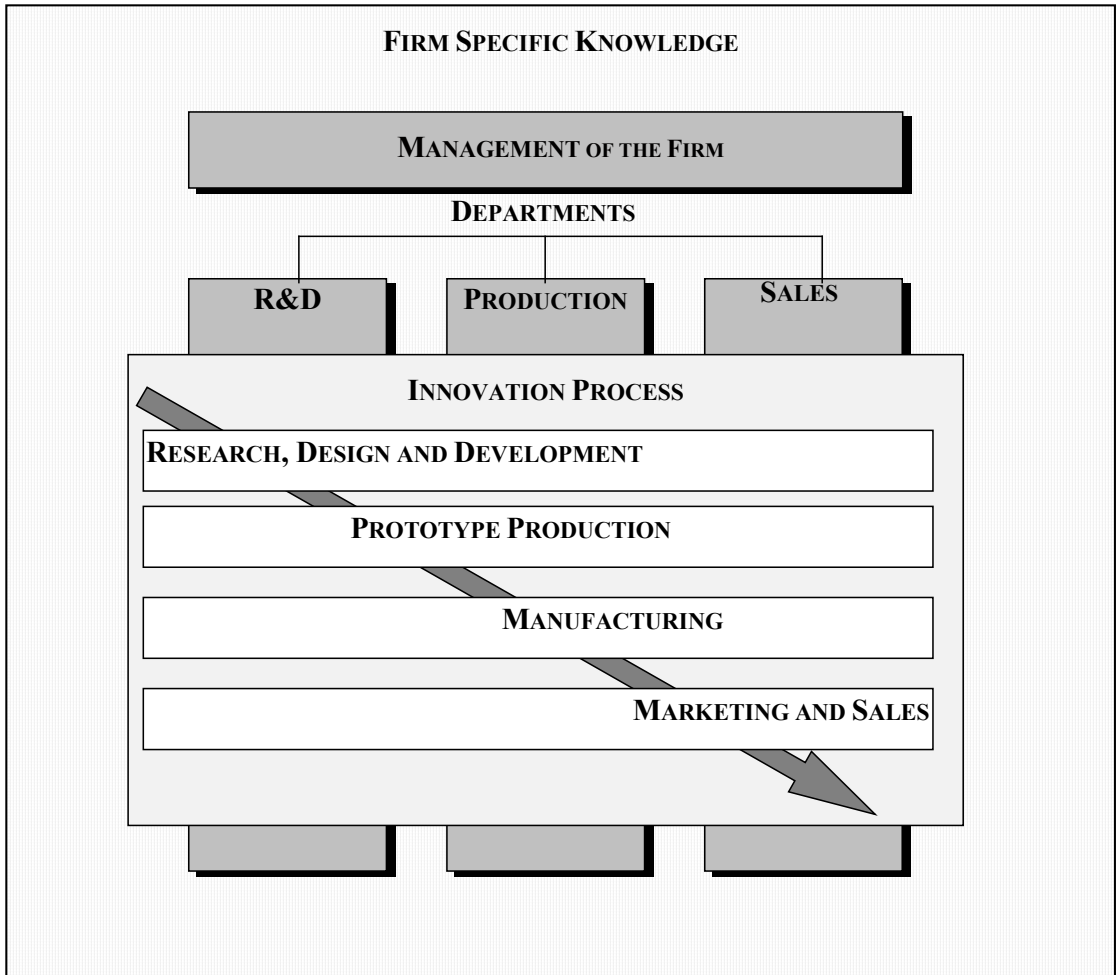 FIRM SPECIFIC KNOWLEDGE
MANAGEMENT OF THE FIRM
DEPARTMENTS
R&D
PRODUCTION
SALES
INNOVATION PROCESS
RESEARCH, DESIGN AND DEVELOPMENT
PROTOTYPE PRODUCTION
MANUFACTURING
MARKETING AND SALES